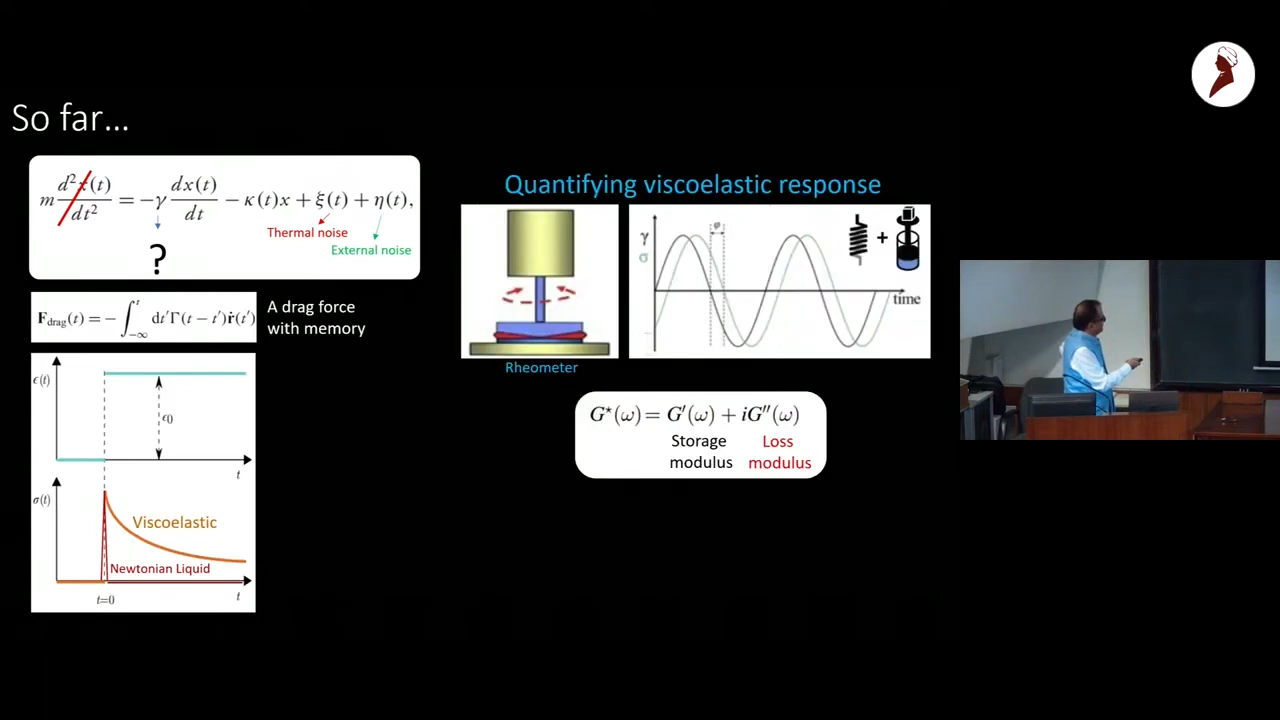 So far...
m d²x(t)/dt² = −γ dx(t)/dt − κ(t)x + ξ(t) + η(t),
Thermal noise
External noise
?
F_drag(t) = −∫_{−∞}^{t} dt′Γ(t − t′)ṙ(t′)
A drag force
with memory
ϵ(t)
ϵ₀
t
σ(t)
Viscoelastic
Newtonian Liquid
t
t=0
Quantifying viscoelastic response
γ
σ
φ
+
time
Rheometer
G*(ω) = G′(ω) + iG″(ω)
Storage Loss
modulus modulus